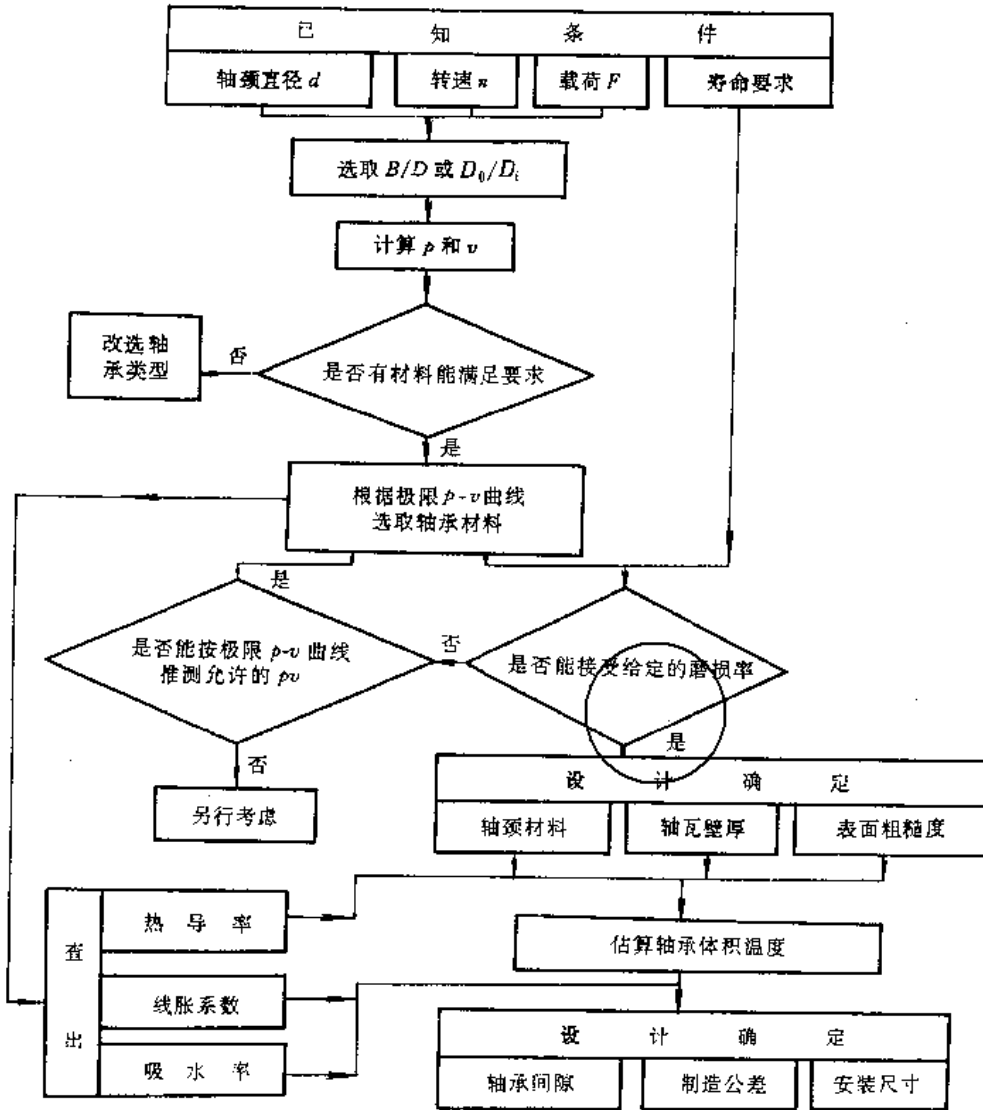 已知条件
轴颈直径 d
转速 n
载荷 F
寿命要求
选取 B/D 或 D₀/Dᵢ
计算 p 和 v
改选轴
承类型
否
是否有材料能满足要求
是
根据极限 p-v 曲线
选取轴承材料
是
是否能按极限 p-v 曲线
推测允许的 pv
否
是否能接受给定的磨损率
是
否
另行考虑
设计确定
轴颈材料
轴瓦壁厚
表面粗糙度
查出
热导率
线胀系数
吸水率
估算轴承体积温度
设计确定
轴承间隙
制造公差
安装尺寸